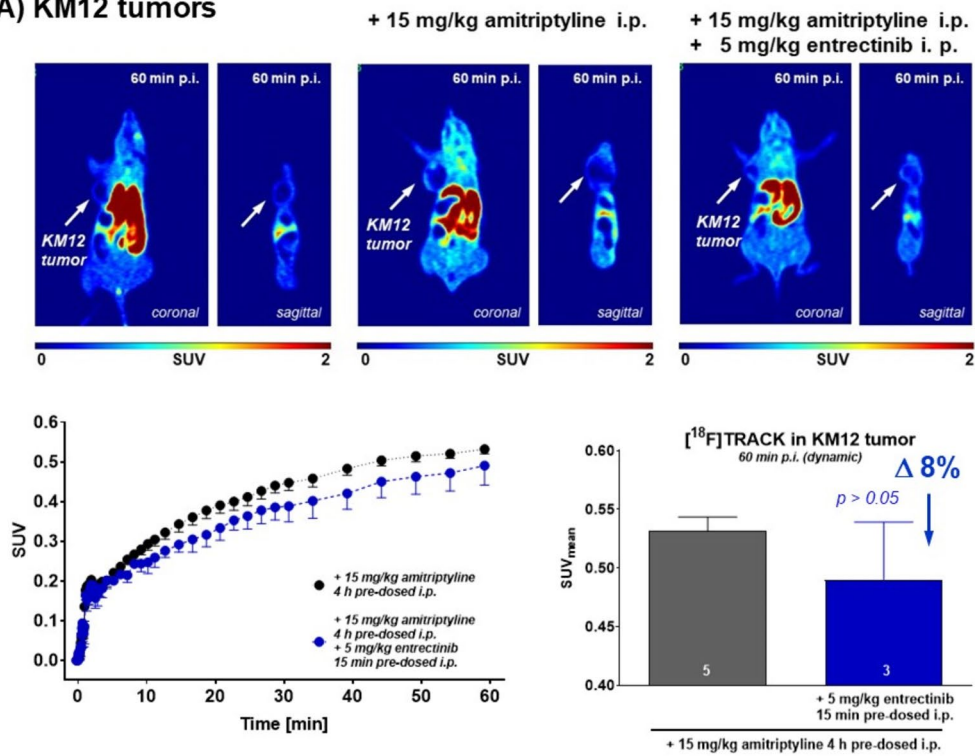 A) KM12 tumors
+ 15 mg/kg amitriptyline i.p.
+ 15 mg/kg amitriptyline i.p.
+ 5 mg/kg entrectinib i. p.
60 min p.i.
60 min p.i.
60 min p.i.
60 min p.i.
60 min p.i.
60 min p.i.
KM12
tumor
KM12
tumor
KM12
tumor
coronal
sagittal
coronal
sagittal
coronal
sagittal
0 SUV 2
0 SUV 2
0 SUV 2
0.6
0.5
0.4
0.3
0.2
0.1
0.0
SUV
+ 15 mg/kg amitriptyline
4 h pre-dosed i.p.
+ 15 mg/kg amitriptyline
4 h pre-dosed i.p.
+ 5 mg/kg entrectinib
15 min pre-dosed i.p.
0 10 20 30 40 50 60
Time [min]
[18F]TRACK in KM12 tumor
60 min p.i. (dynamic)
Δ 8%
p > 0.05
0.60
0.55
0.50
0.45
0.40
SUVmean
5
3
+ 5 mg/kg entrectinib
15 min pre-dosed i.p.
+ 15 mg/kg amitriptyline 4 h pre-dosed i.p.